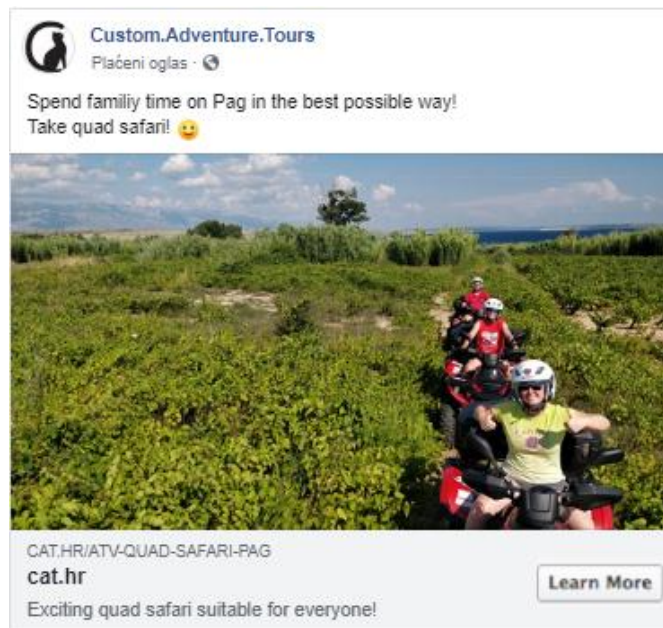 Custom.Adventure.Tours
Plaćeni oglas ·
Spend familiy time on Pag in the best possible way!
Take quad safari!
CAT.HR/ATV-QUAD-SAFARI-PAG
cat.hr
Learn More
Exciting quad safari suitable for everyone!